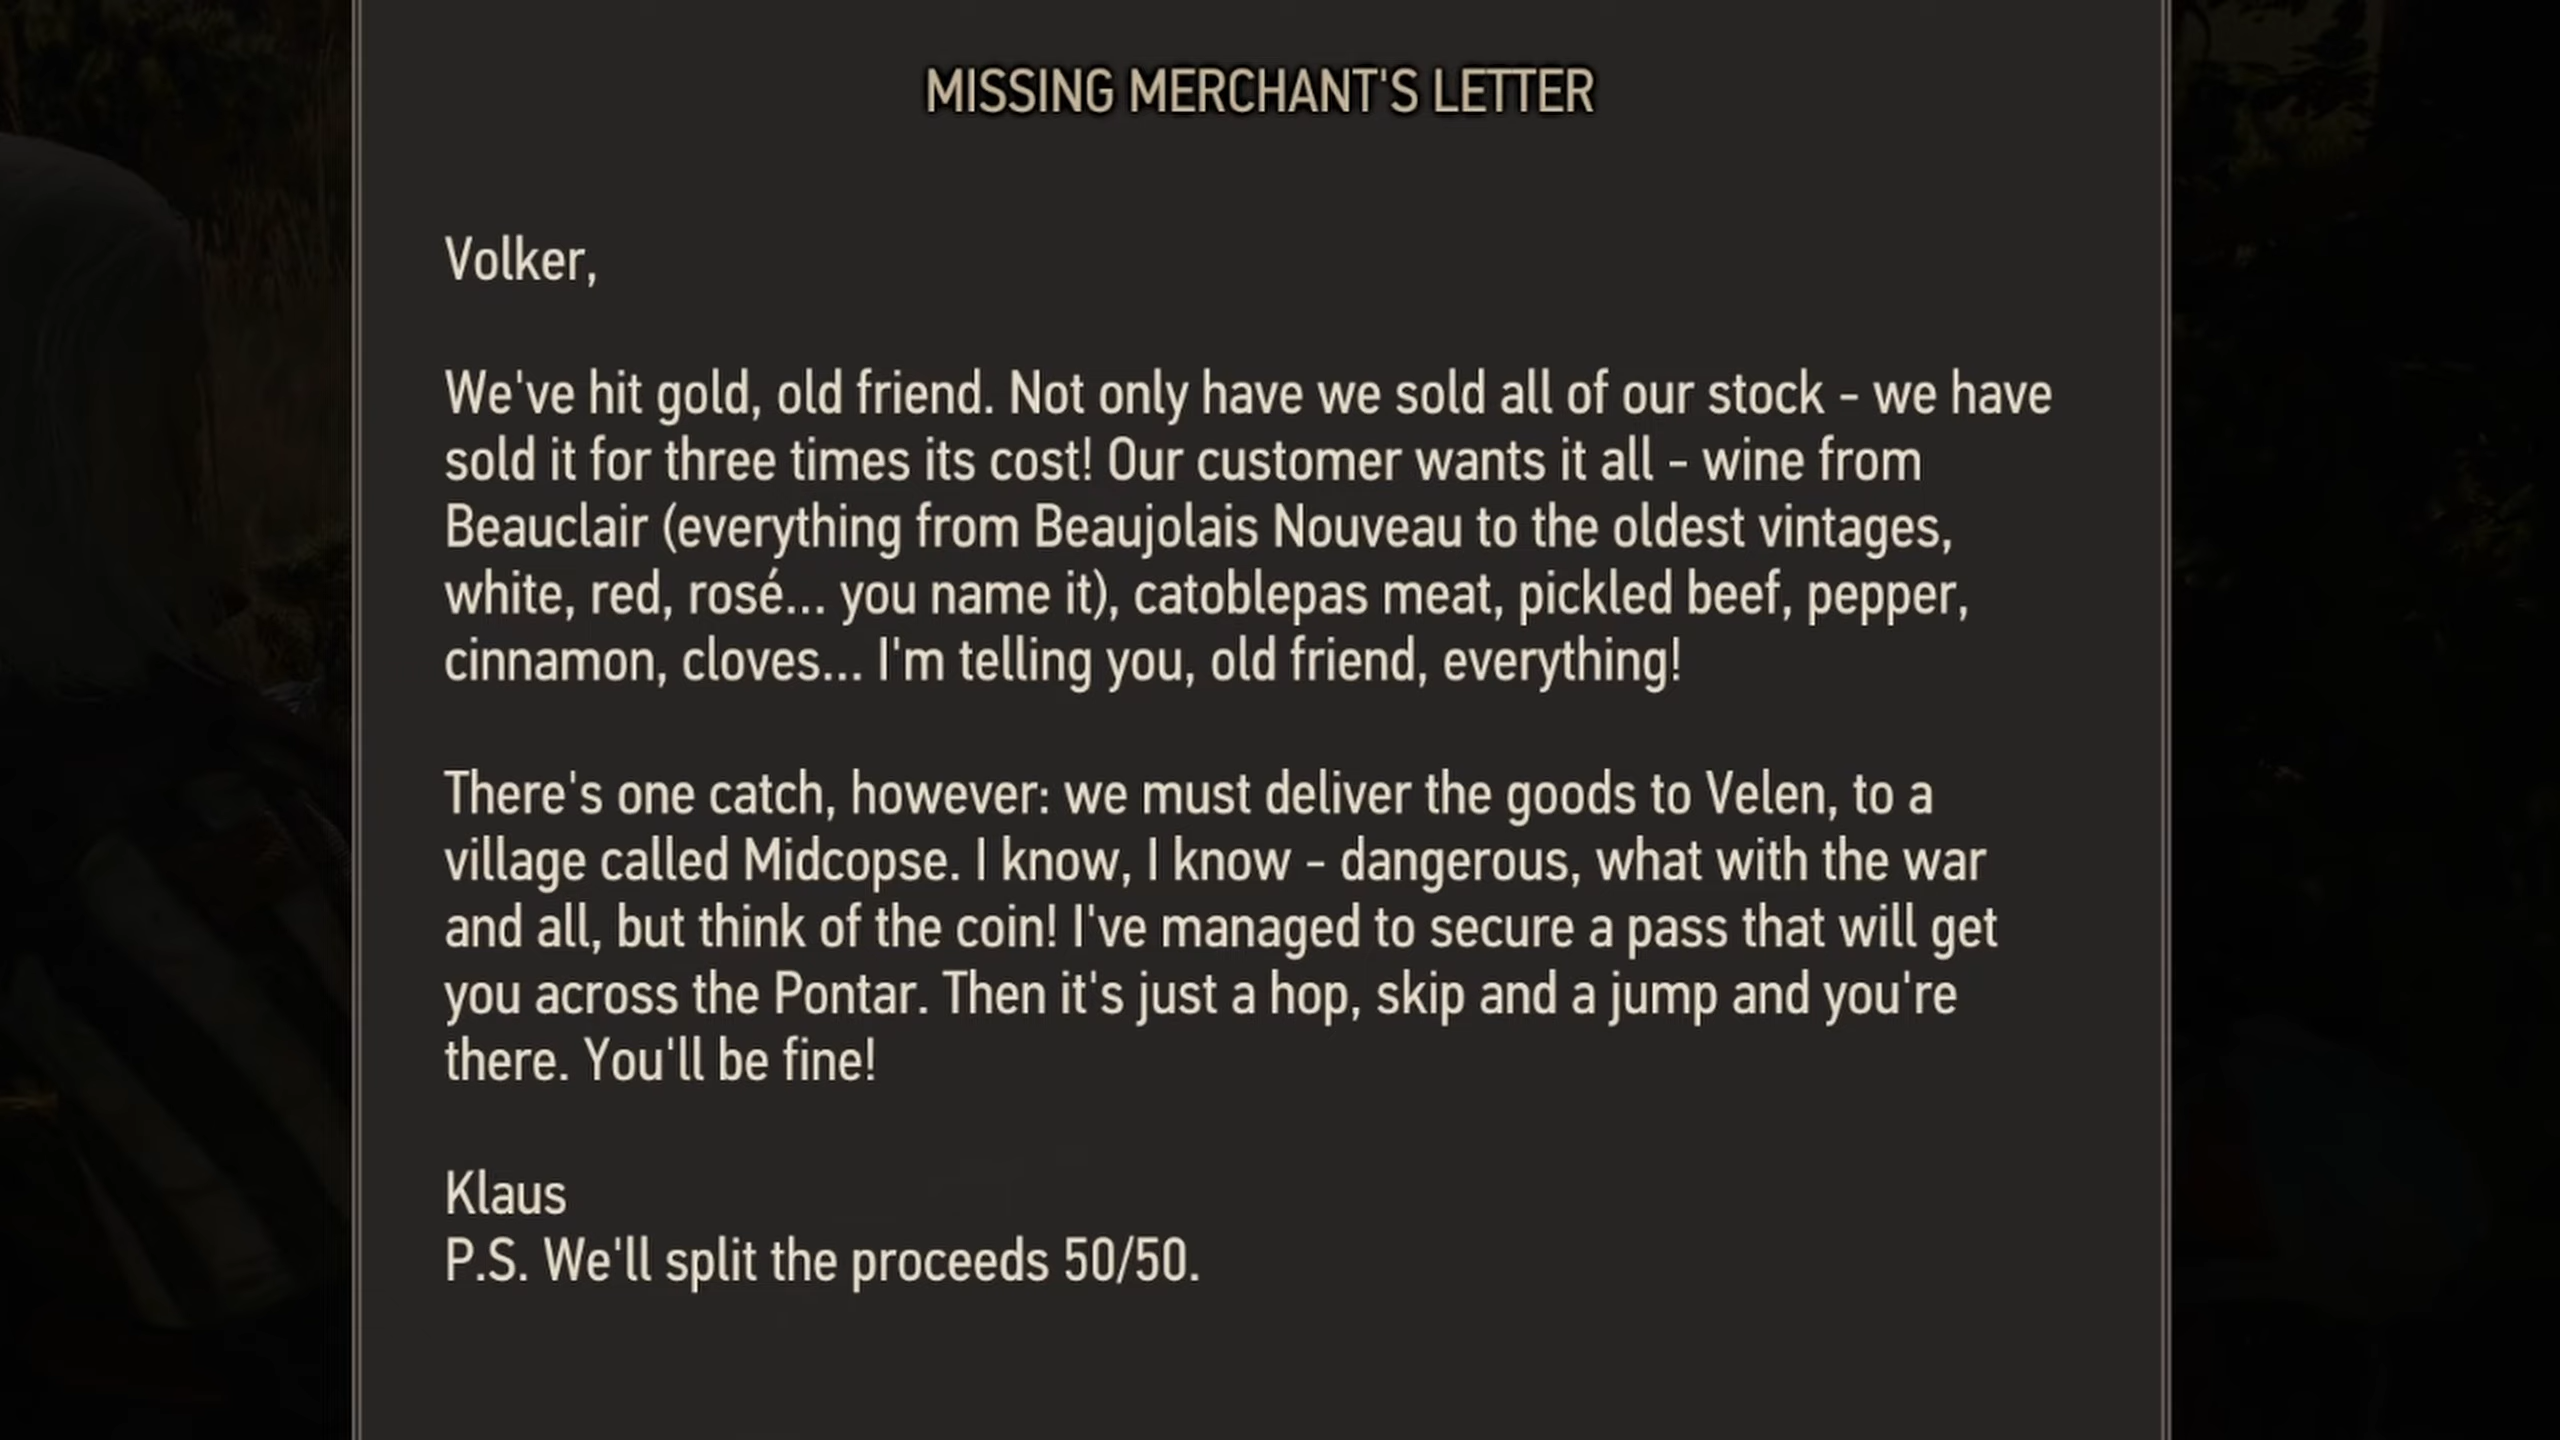 MISSING MERCHANT'S LETTER
Volker,
We've hit gold, old friend. Not only have we sold all of our stock - we have
sold it for three times its cost! Our customer wants it all - wine from
Beauclair (everything from Beaujolais Nouveau to the oldest vintages,
white, red, rosé... you name it), catoblepas meat, pickled beef, pepper,
cinnamon, cloves... I'm telling you, old friend, everything!
There's one catch, however: we must deliver the goods to Velen, to a
village called Midcopse. I know, I know - dangerous, what with the war
and all, but think of the coin! I've managed to secure a pass that will get
you across the Pontar. Then it's just a hop, skip and a jump and you're
there. You'll be fine!
Klaus
P.S. We'll split the proceeds 50/50.